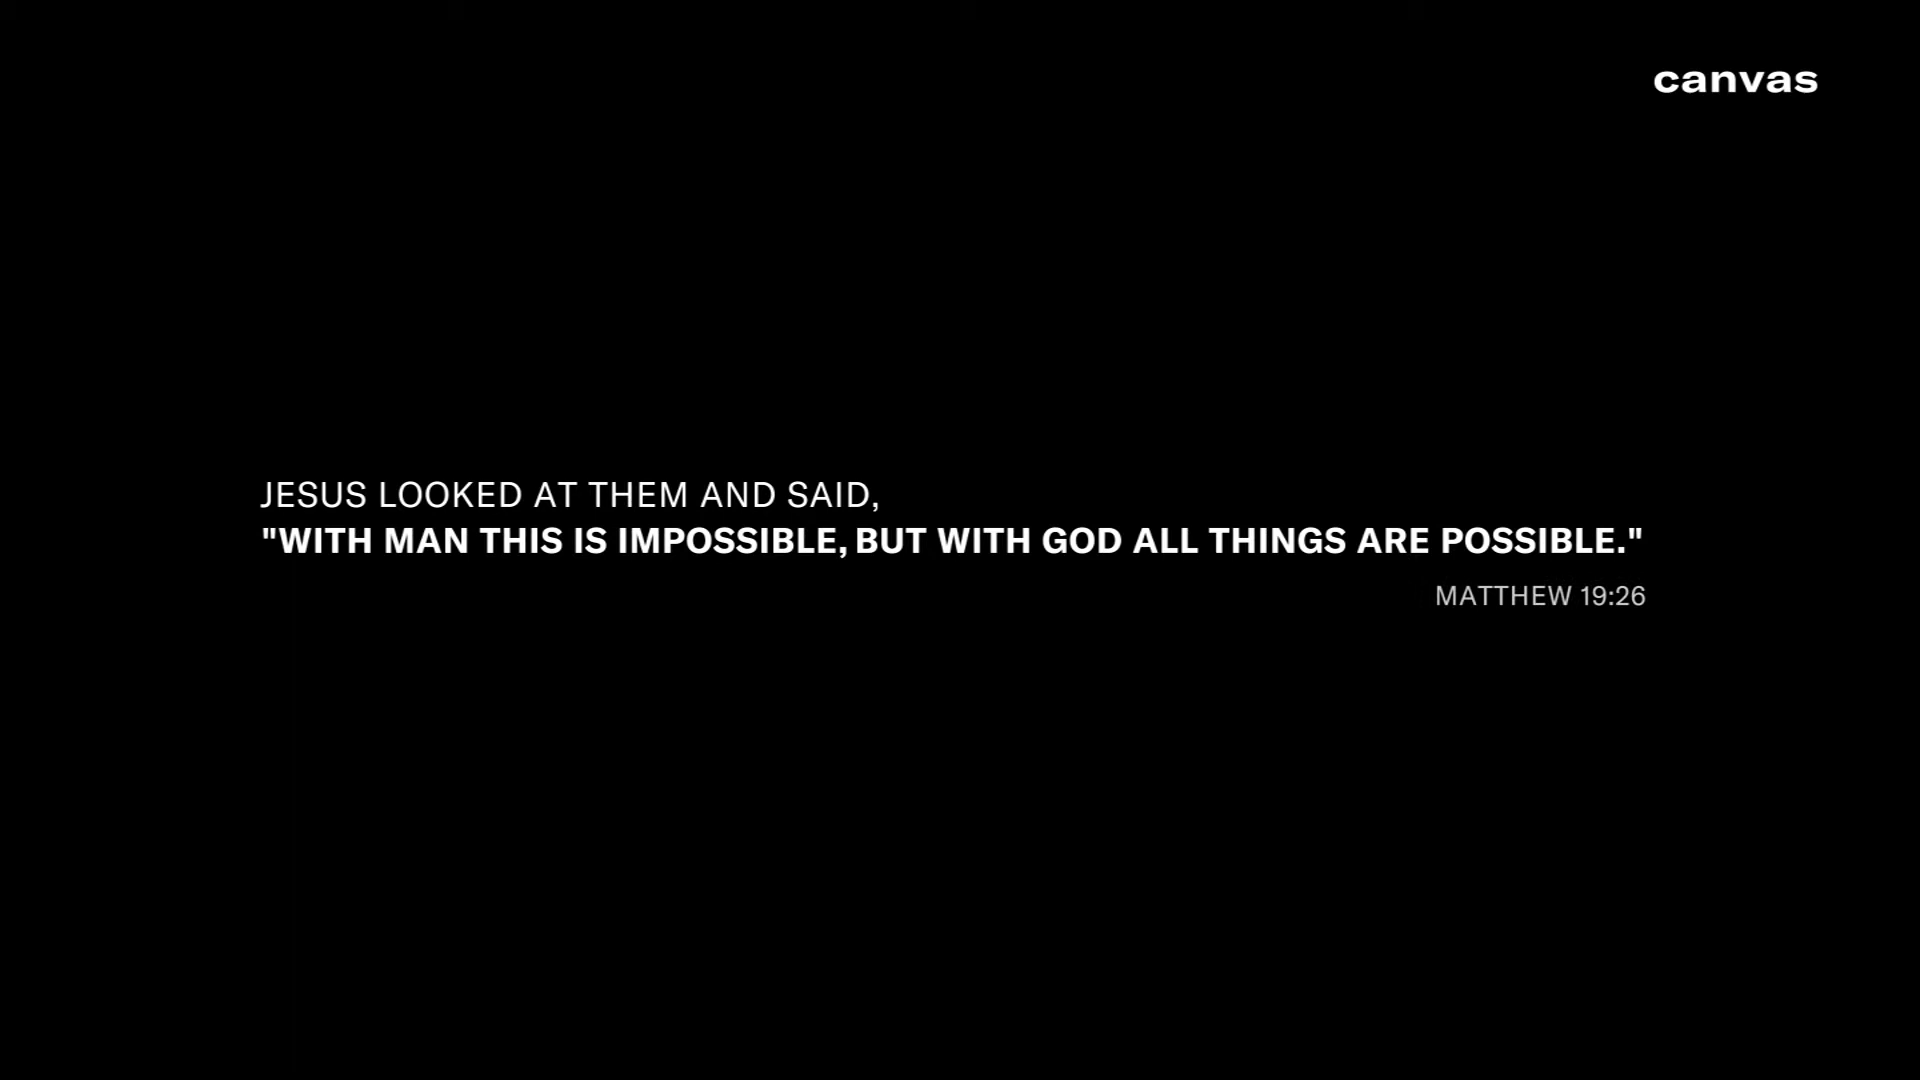 canvas
JESUS LOOKED AT THEM AND SAID,
"WITH MAN THIS IS IMPOSSIBLE, BUT WITH GOD ALL THINGS ARE POSSIBLE."
MATTHEW 19:26